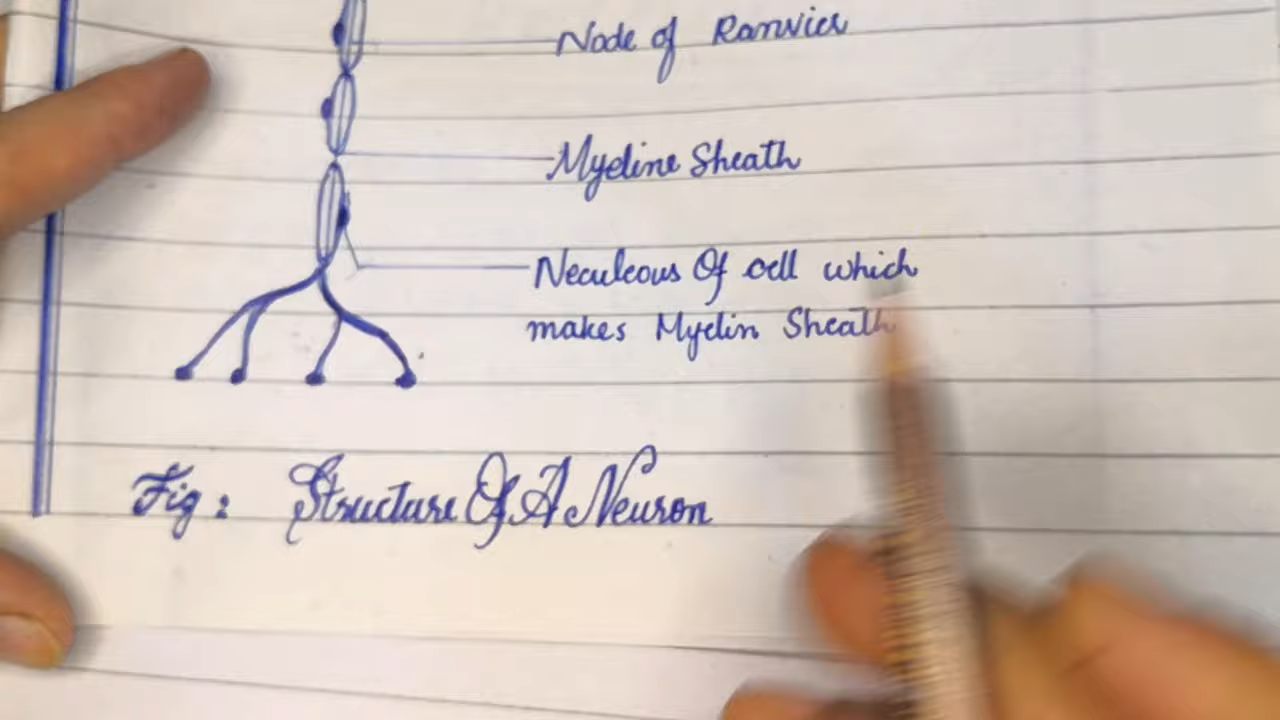 Node of Ranvier
Myeline Sheath
Neculeous Of cell which
makes Myelin Sheath
Fig : Structure Of A Neuron